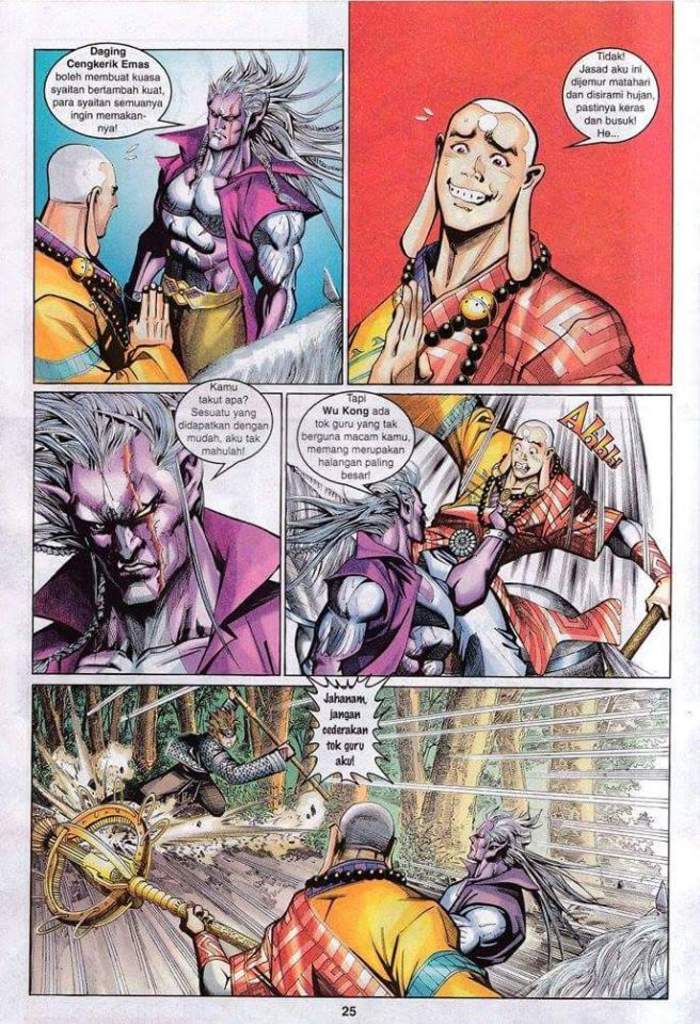 Daging
Cengkerik Emas
boleh membuat kuasa
syaitan bertambah kuat,
para syaitan semuanya
ingin memakan-
nya!
Tidak!
Jasad aku ini
dijemur matahari
dan disirami hujan,
pastinya keras
dan busuk!
He...
Kamu
takut apa?
Sesuatu yang
didapatkan dengan
mudah, aku tak
mahulah!
Tapi
Wu Kong ada
tok guru yang tak
berguna macam kamu,
memang merupakan
halangan paling
besar!
Ahhh
Jahanam,
jangan
cederakan
tok guru
aku!
25